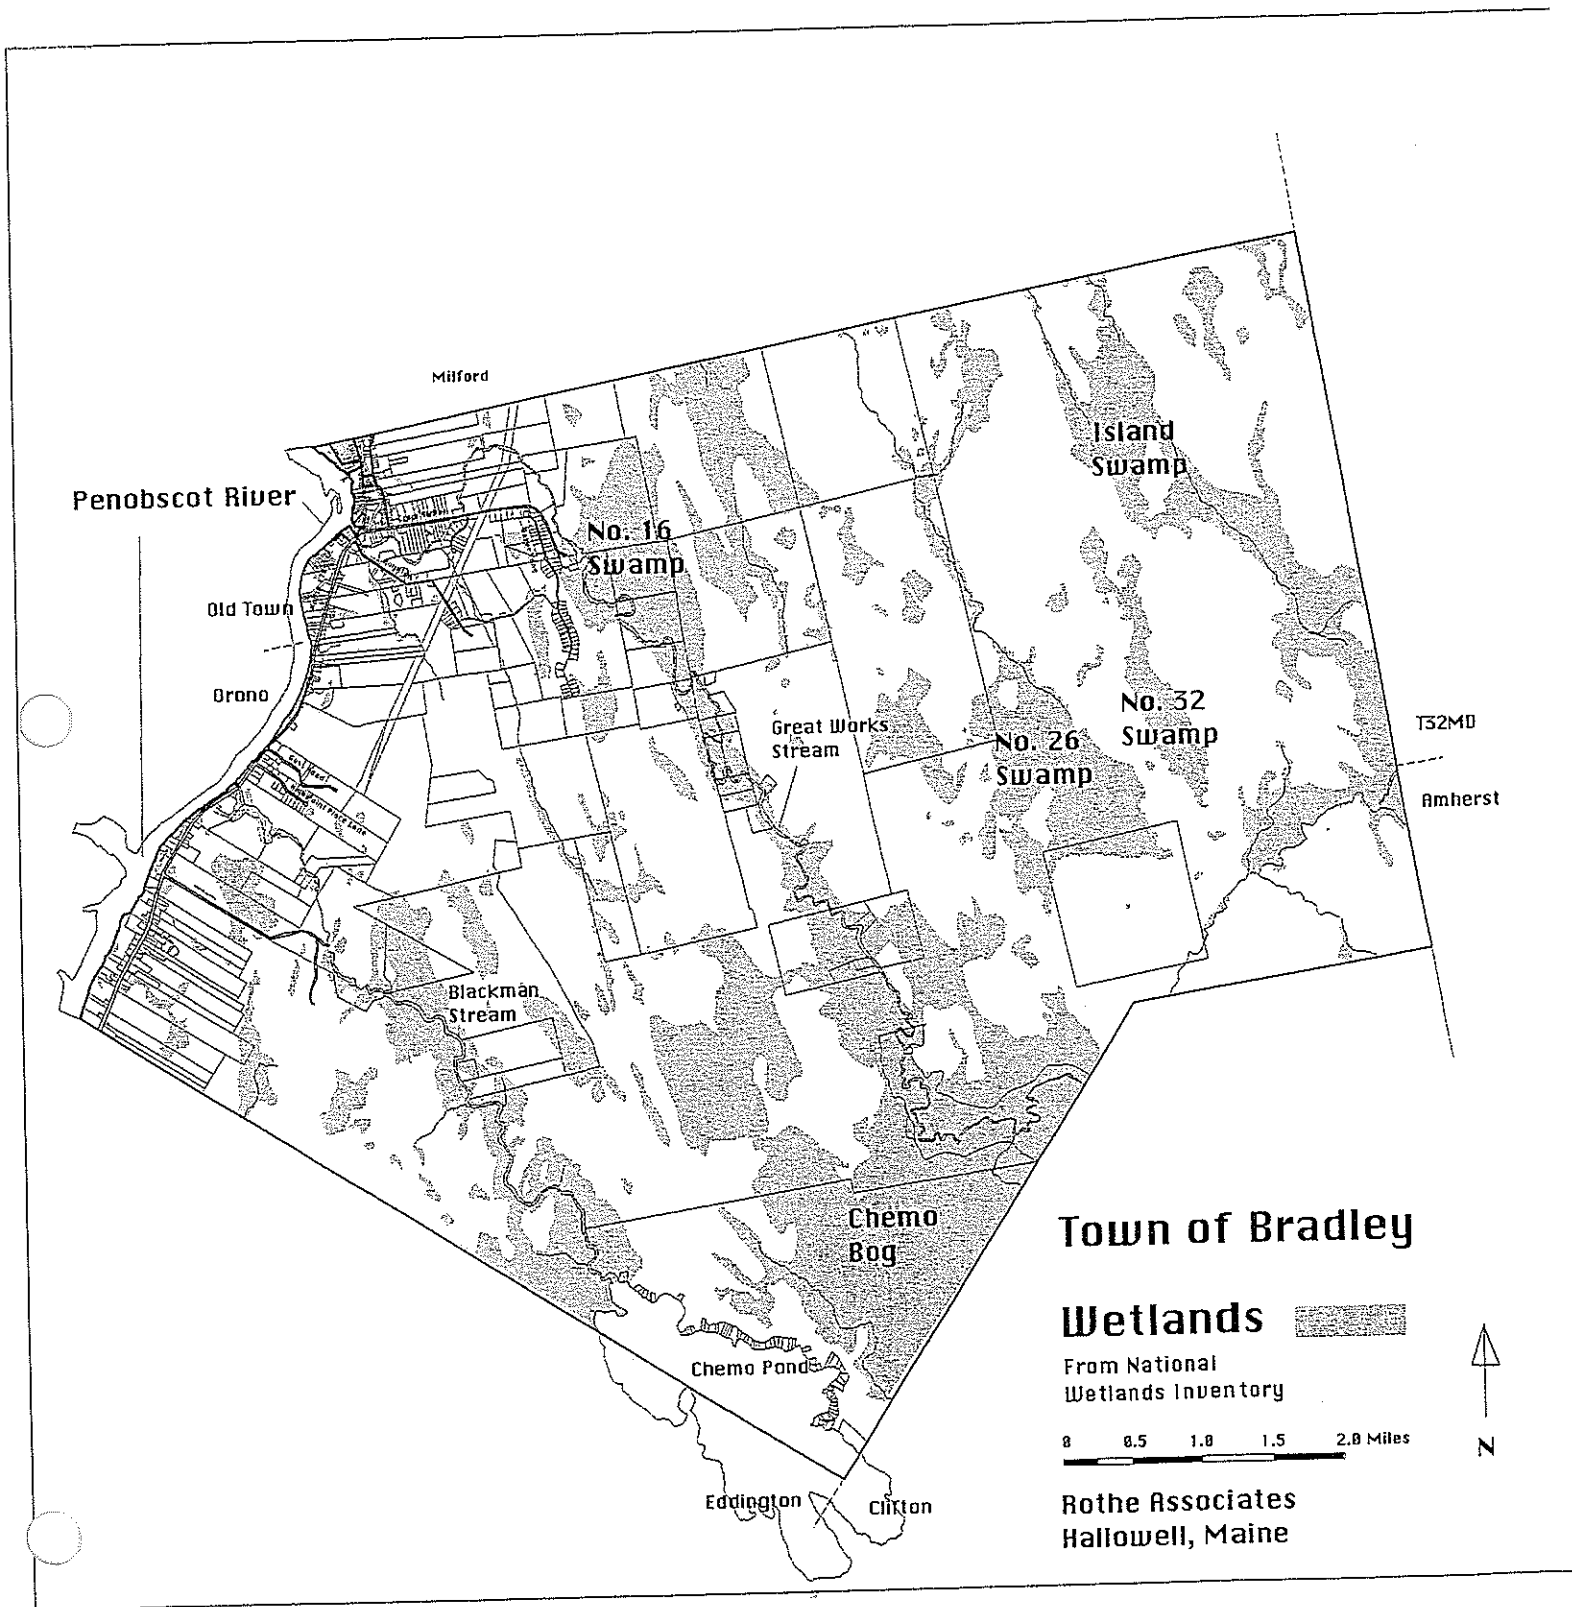 Milford
Penobscot River
Island
Swamp
No. 16
Swamp
Old Town
Orono
No. 32
Swamp
T32MD
Great Works
Stream
No. 26
Swamp
Amherst
Blackman
Stream
Chemo
Bog
Town of Bradley
Wetlands
From National
Wetlands Inventory
Chemo Pond
0 0.5 1.0 1.5 2.0 Miles
N
Eddington
Clifton
Rothe Associates
Hallowell, Maine